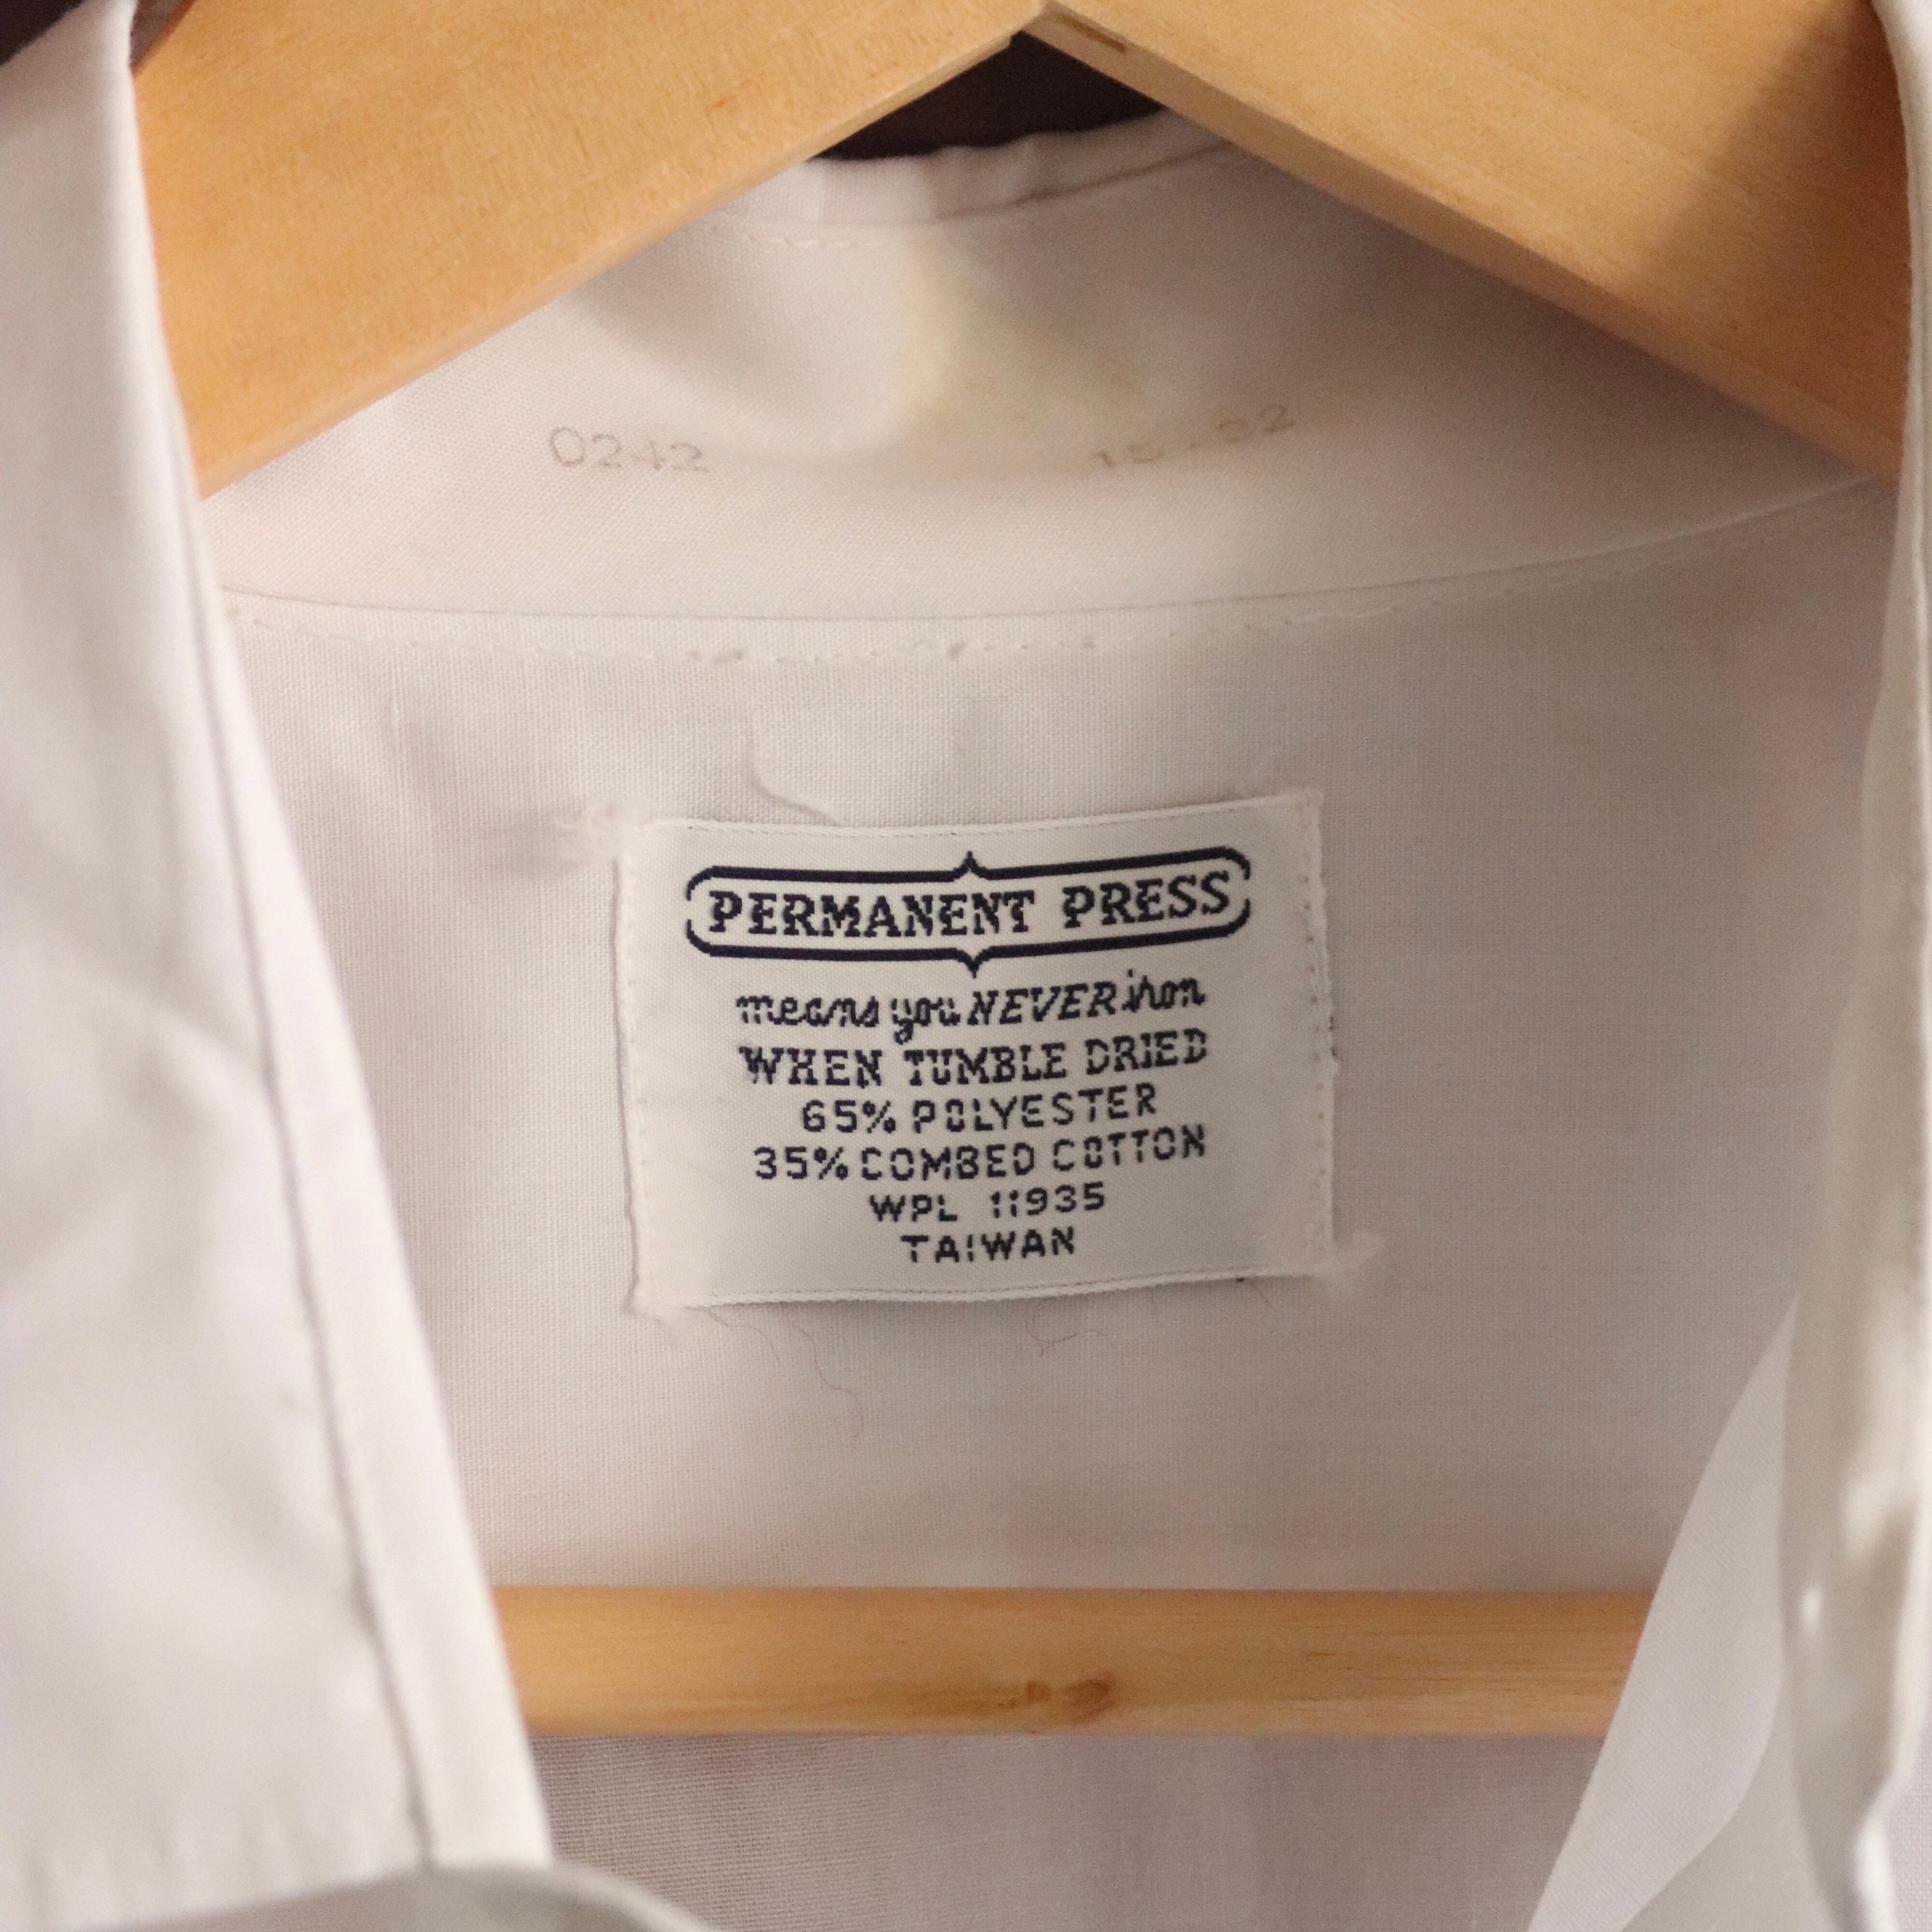 0242
PERMANENT PRESS
means you NEVER iron
WHEN TUMBLE DRIED
65% POLYESTER
35% COMBED COTTON
WPL 11935
TAIWAN